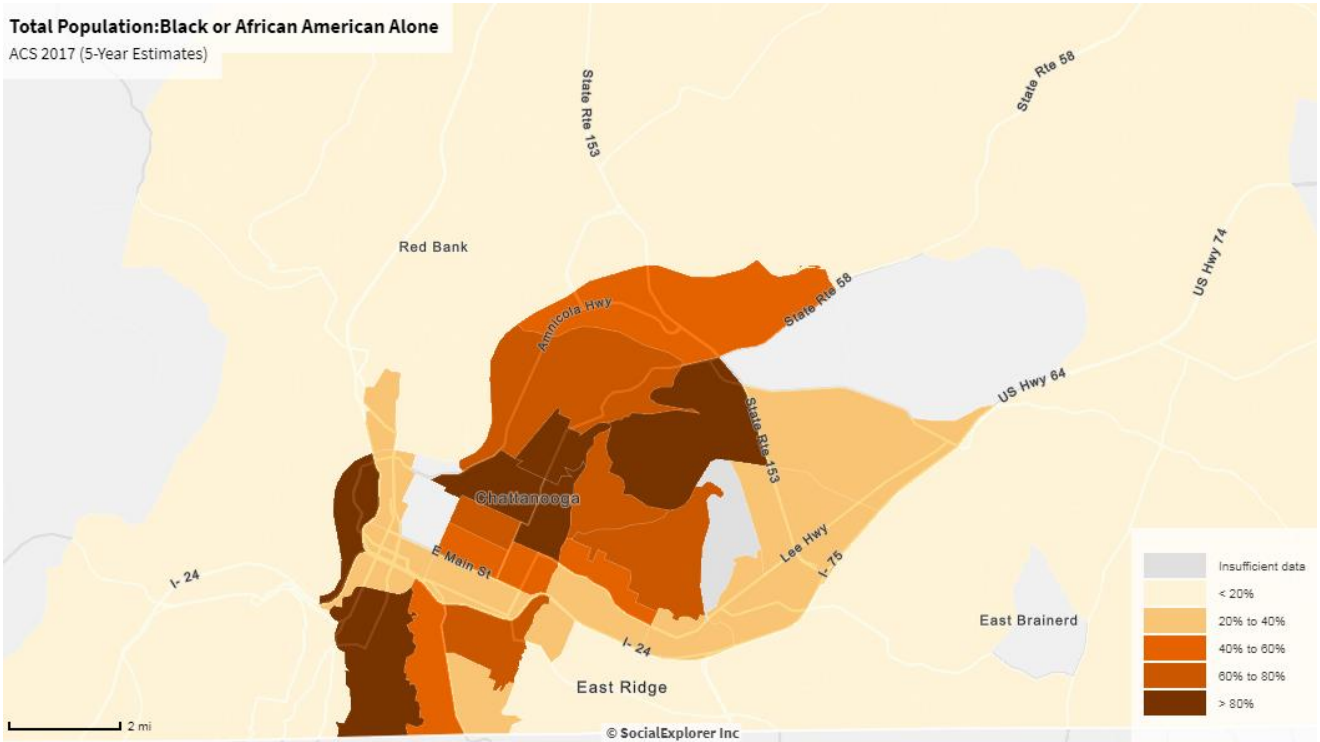 Total Population:Black or African American Alone
ACS 2017 (5-Year Estimates)
State Rte 58
State Rte 153
US Hwy 74
Red Bank
Amnicola Hwy
State Rte 58
US Hwy 64
State Rte 153
Chattanooga
E Main St
Lee Hwy
I- 75
I- 24
I- 24
East Brainerd
East Ridge
Insufficient data
< 20%
20% to 40%
40% to 60%
60% to 80%
> 80%
2 mi
© SocialExplorer Inc